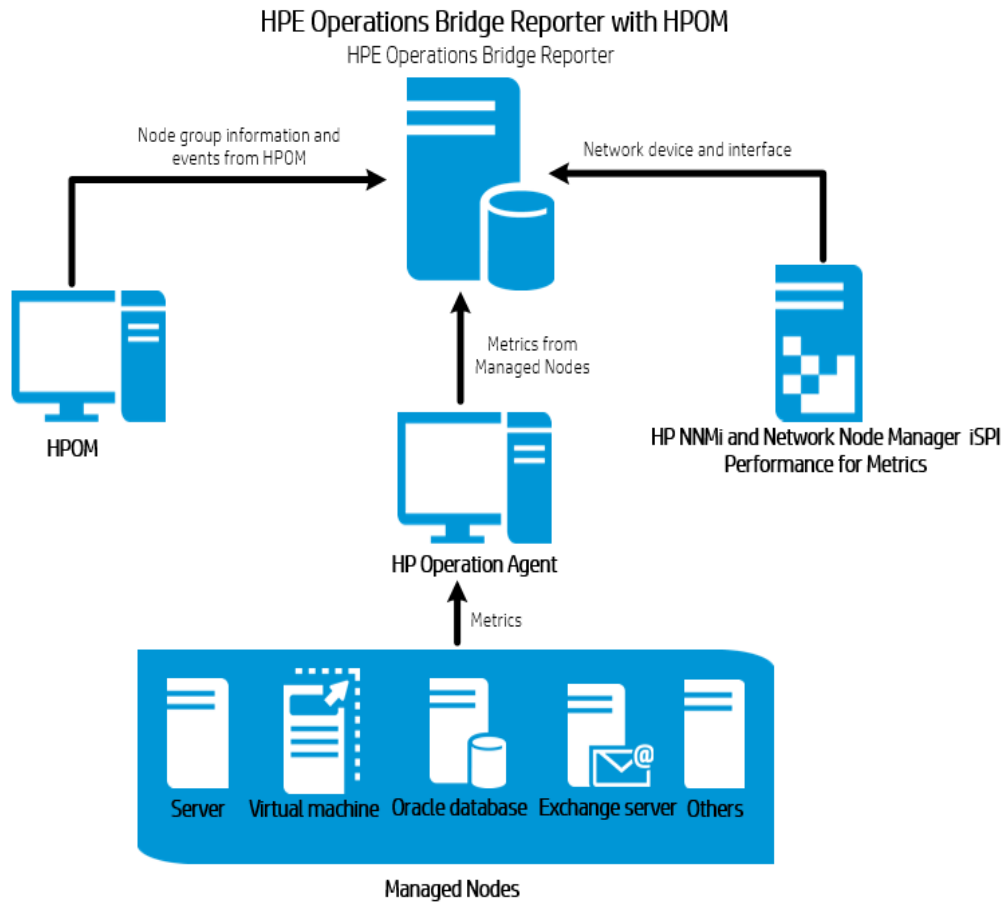 HPE Operations Bridge Reporter with HPOM
HPE Operations Bridge Reporter
Node group information and
events from HPOM
Network device and interface
Metrics from
Managed Nodes
HPOM
HP NNMi and Network Node Manager iSPI
Performance for Metrics
HP Operation Agent
Metrics
@
Server
Virtual machine
Oracle database
Exchange server
Others
Managed Nodes